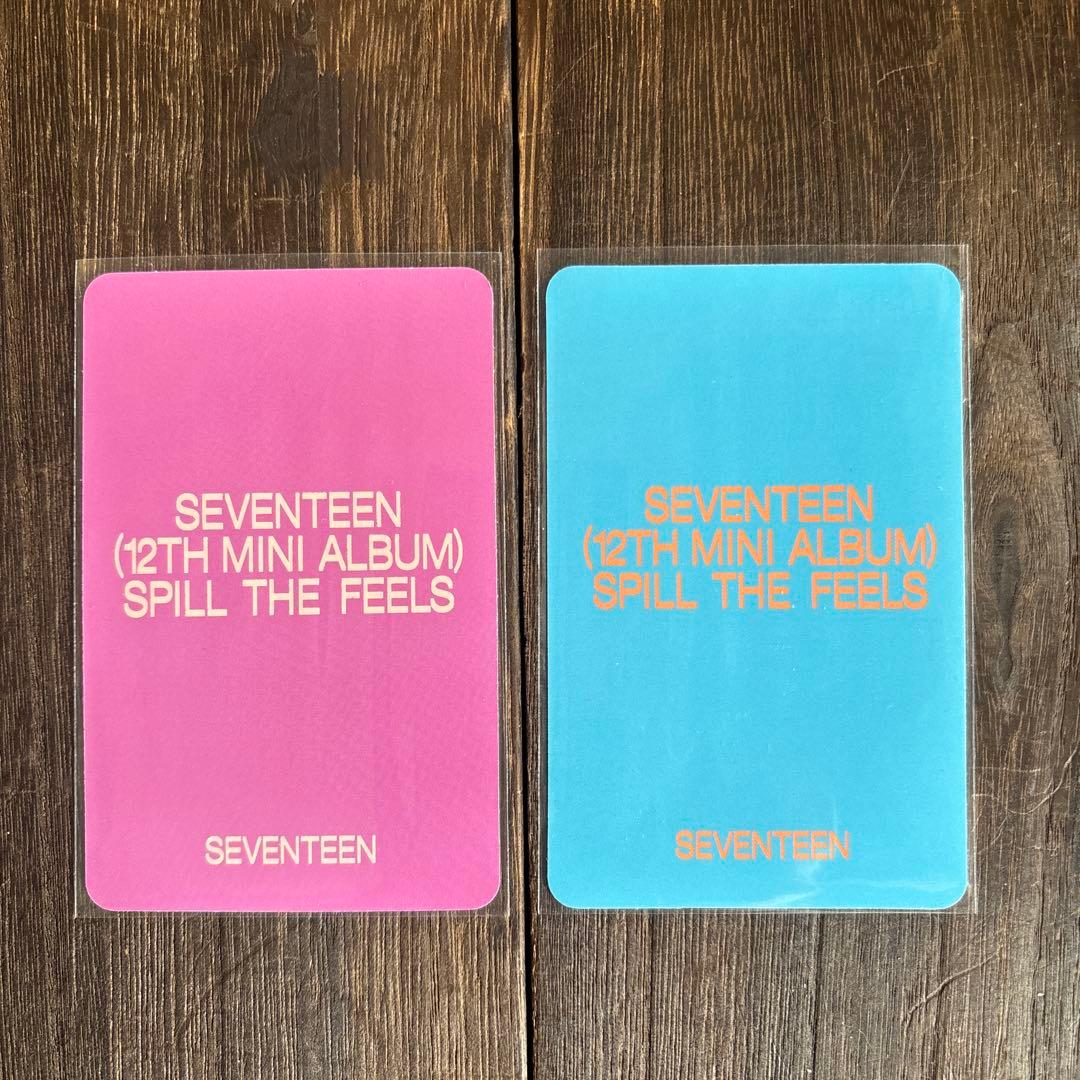 SEVENTEEN
(12TH MINI ALBUM)
SPILL THE FEELS
SEVENTEEN
SEVENTEEN
(12TH MINI ALBUM)
SPILL THE FEELS
SEVENTEEN